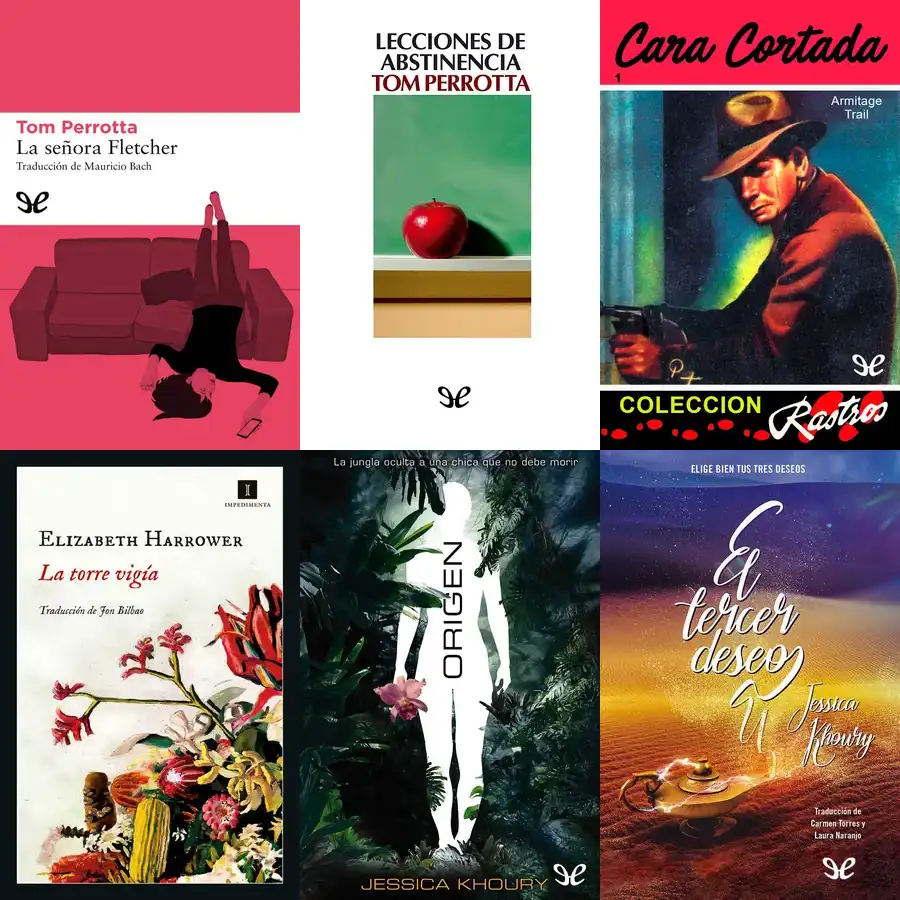 Tom Perrotta
La señora Fletcher
Traducción de Mauricio Bach
LECCIONES DE
ABSTINENCIA
TOM PERROTTA
Cara Cortada
1
Armitage
Trail
COLECCION Rastros
IMPEDIMENTA
ELIZABETH HARROWER
La torre vigía
Traducción de Jon Bilbao
La jungla oculta a una chica que no debe morir
ORIGEN
JESSICA KHOURY
ELIGE BIEN TUS TRES DESEOS
El
tercer
deseo
Jessica
Khoury
Traducción de
Carmen Torres y
Laura Naranjo